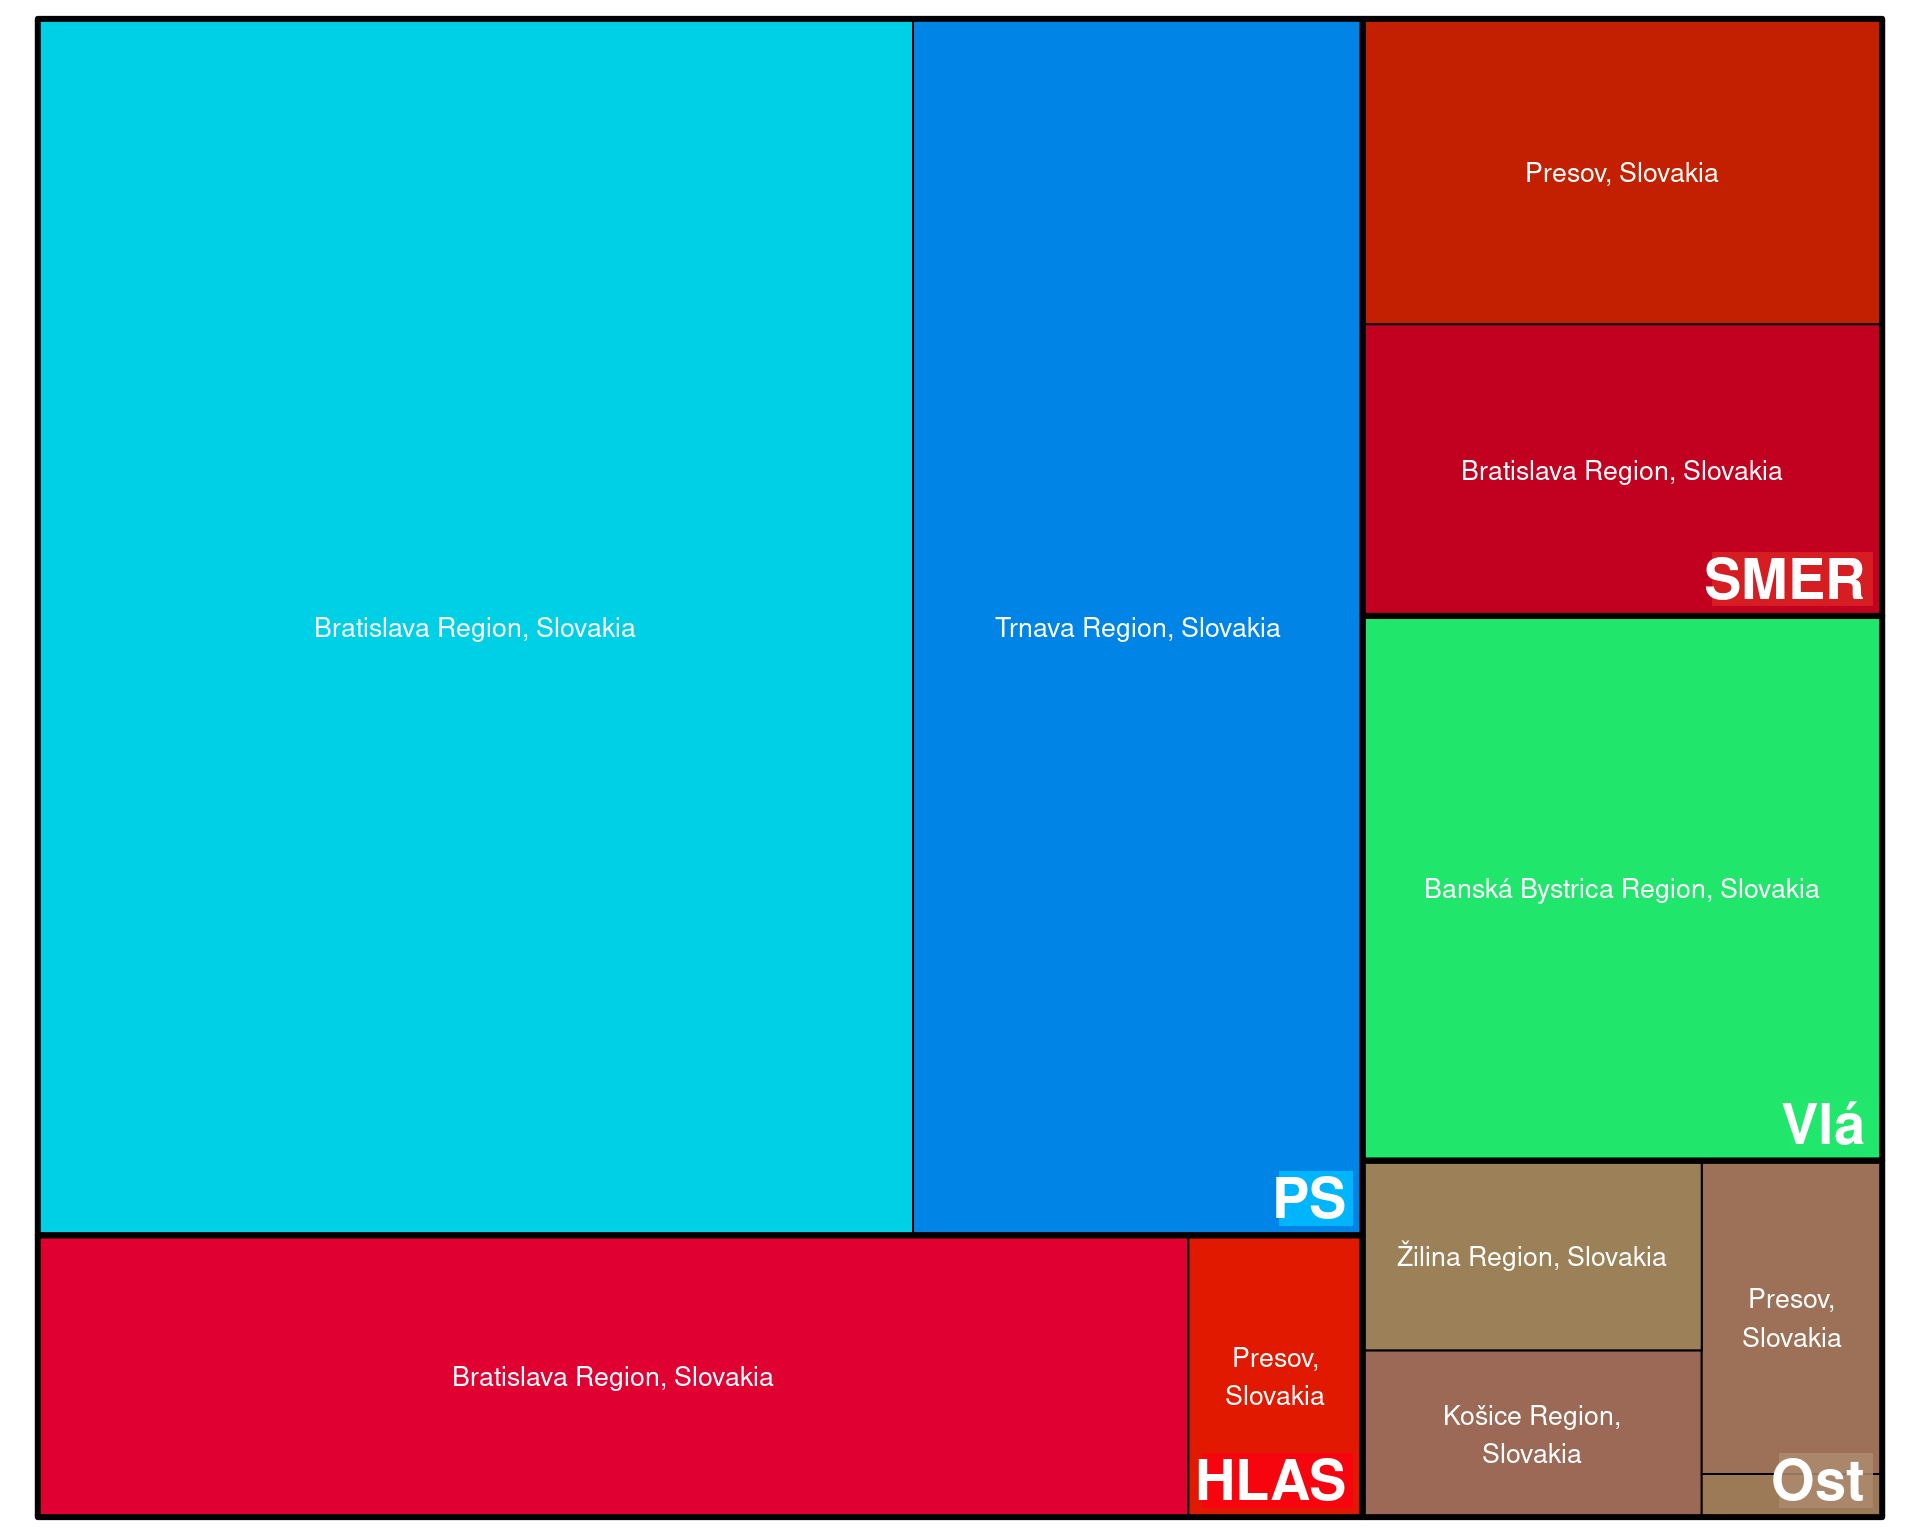 Bratislava Region, Slovakia
Trnava Region, Slovakia
PS
Bratislava Region, Slovakia
Presov,
Slovakia
HLAS
Presov, Slovakia
Bratislava Region, Slovakia
SMER
Banská Bystrica Region, Slovakia
Vlá
Žilina Region, Slovakia
Košice Region,
Slovakia
Presov,
Slovakia
Ost